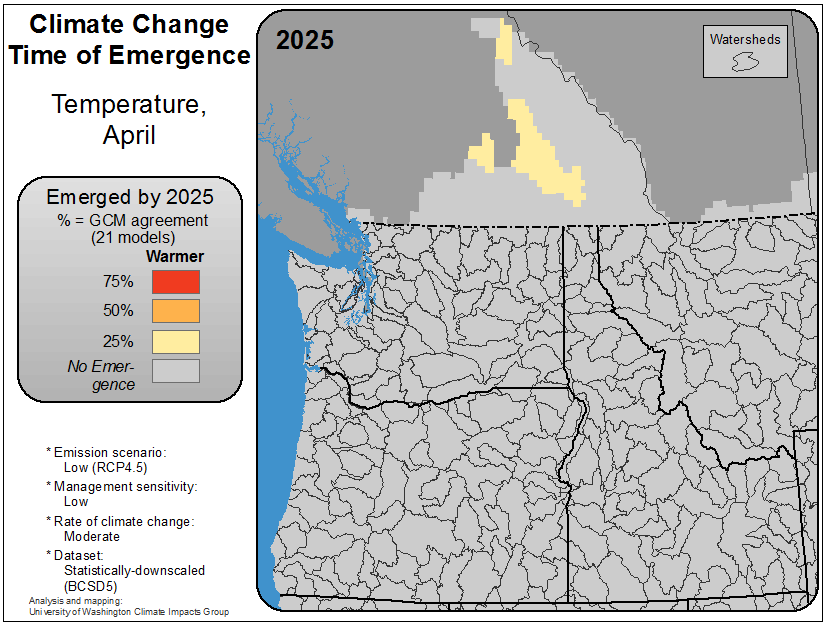 Climate Change
Time of Emergence
Temperature,
April
Emerged by 2025
% = GCM agreement
(21 models)
Warmer
75%
50%
25%
No Emer-
gence
* Emission scenario:
Low (RCP4.5)
* Management sensitivity:
Low
* Rate of climate change:
Moderate
* Dataset:
Statistically-downscaled
(BCSD5)
Analysis and mapping:
University of Washington Climate Impacts Group
2025
Watersheds